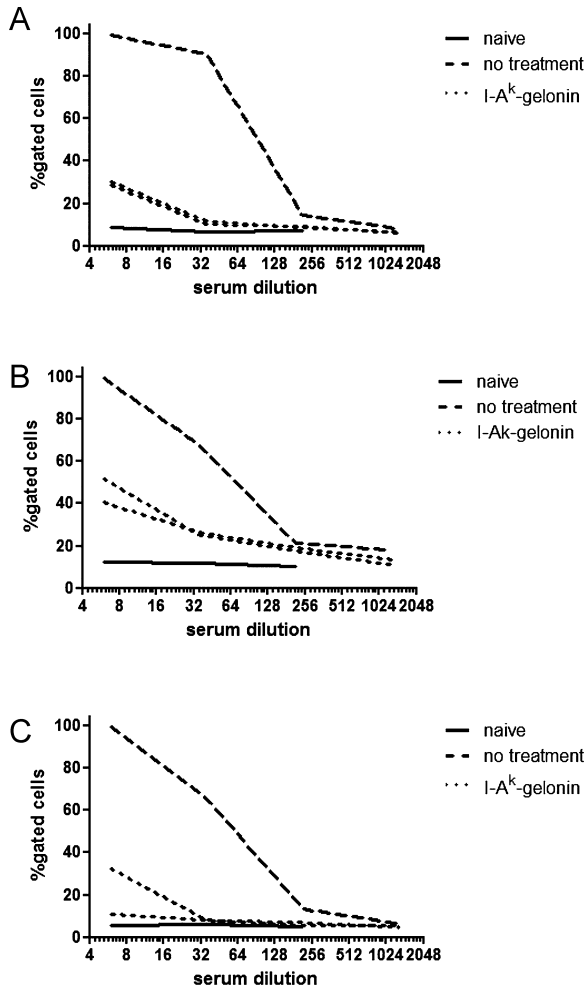 A
%gated cells
100
80
60
40
20
0
4 8 16 32 64 128 256 512 1024 2048
serum dilution
naive
no treatment
I-Ak-gelonin
B
%gated cells
100
80
60
40
20
0
4 8 16 32 64 128 256 512 1024 2048
serum dilution
naive
no treatment
I-Ak-gelonin
C
%gated cells
100
80
60
40
20
0
4 8 16 32 64 128 256 512 1024 2048
serum dilution
naive
no treatment
I-Ak-gelonin